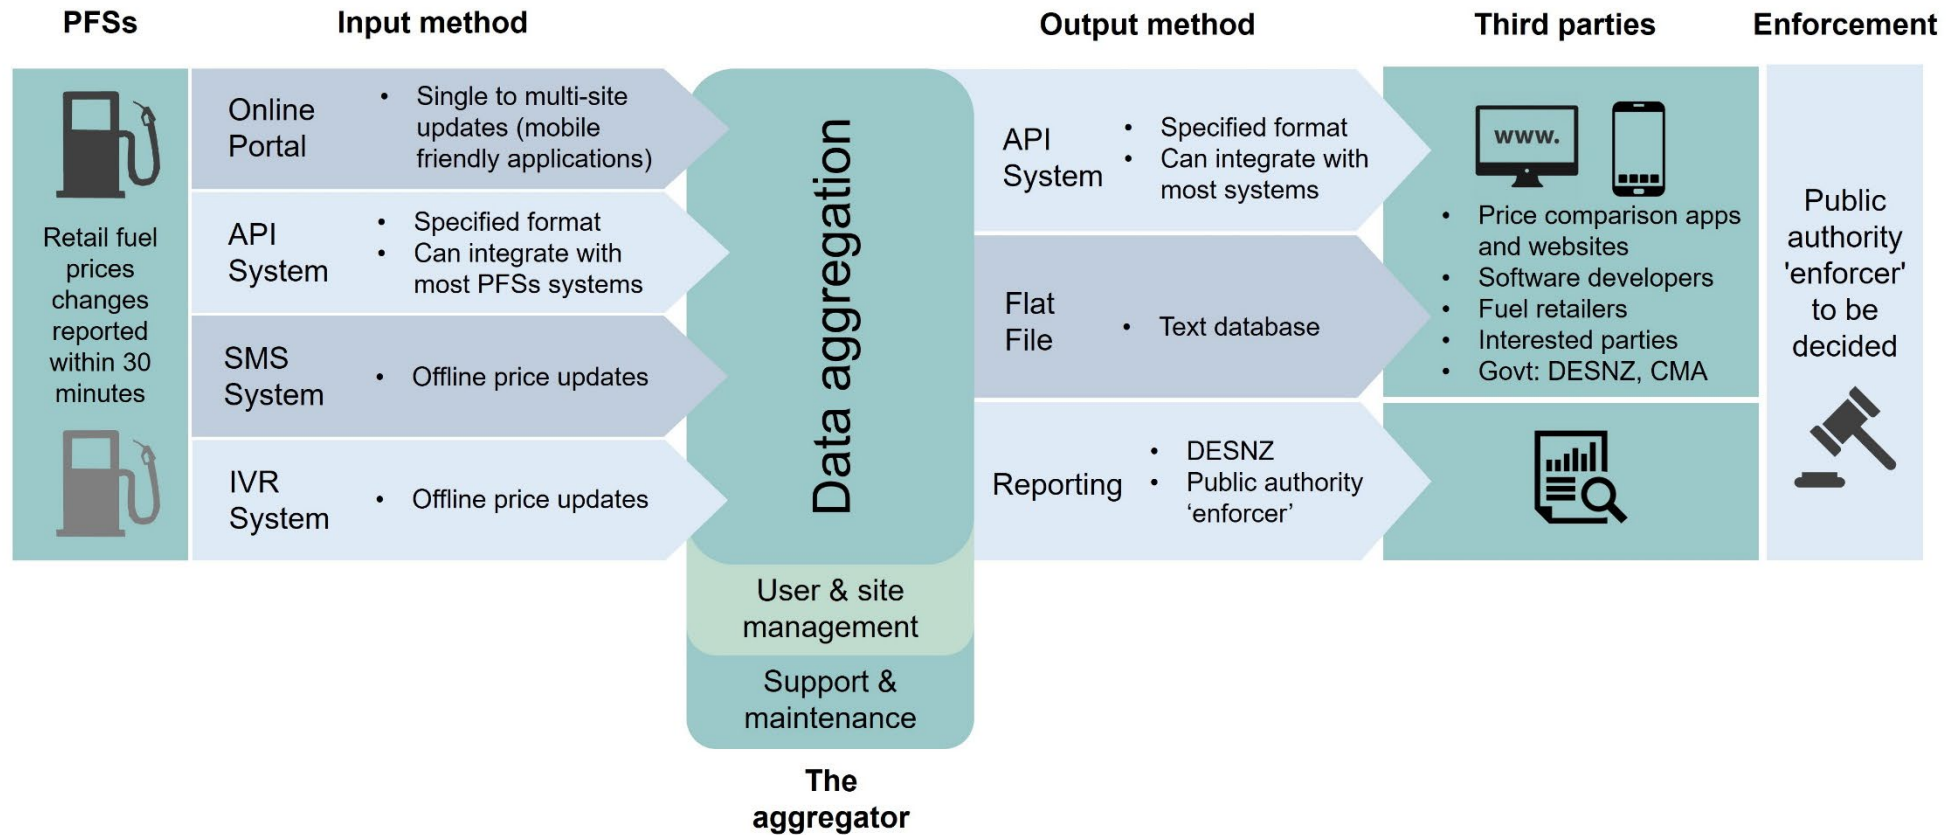 PFSs
Input method
Output method
Third parties
Enforcement
Retail fuel
prices
changes
reported
within 30
minutes
Online
Portal
• Single to multi-site
updates (mobile
friendly applications)
API
System
• Specified format
• Can integrate with
most PFSs systems
SMS
System
• Offline price updates
IVR
System
• Offline price updates
Data aggregation
User & site
management
Support &
maintenance
The
aggregator
API
System
• Specified format
• Can integrate with
most systems
Flat
File
• Text database
Reporting
• DESNZ
• Public authority
‘enforcer’
www.
• Price comparison apps
and websites
• Software developers
• Fuel retailers
• Interested parties
• Govt: DESNZ, CMA
Public
authority
'enforcer'
to be
decided